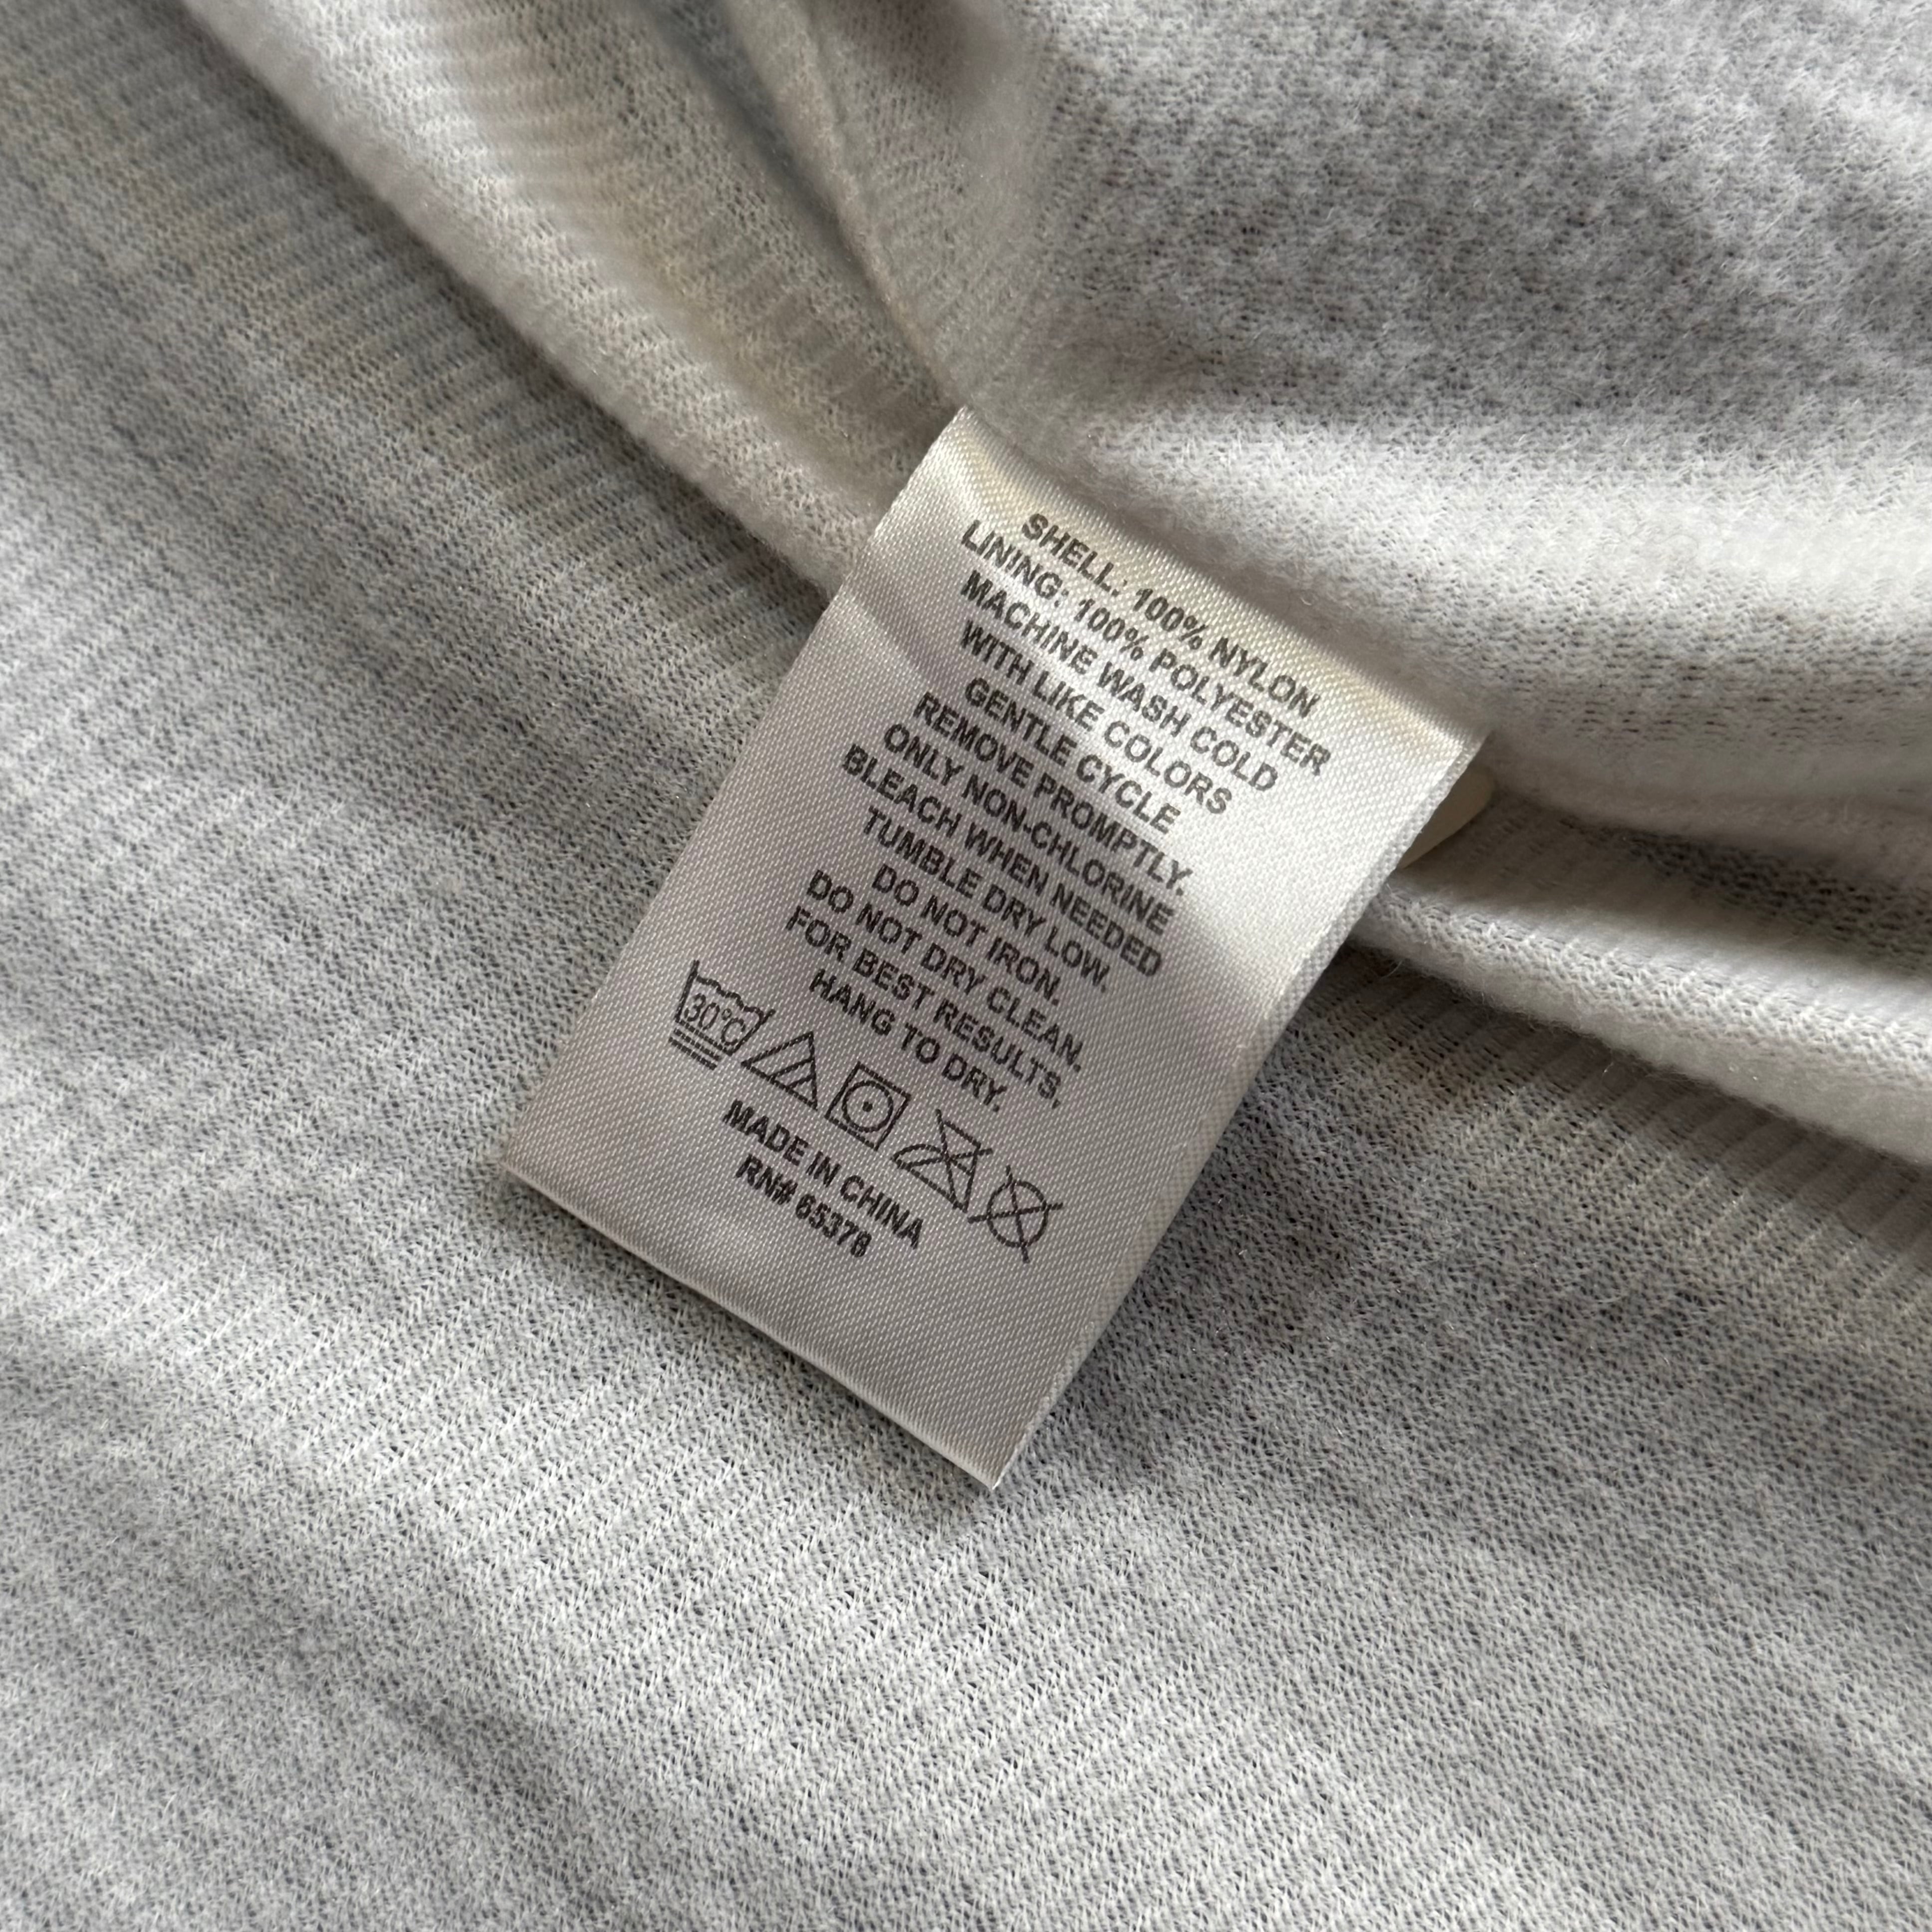 SHELL: 100% NYLON
LINING: 100% POLYESTER
MACHINE WASH COLD
WITH LIKE COLORS
GENTLE CYCLE
REMOVE PROMPTLY.
ONLY NON-CHLORINE
BLEACH WHEN NEEDED
TUMBLE DRY LOW.
DO NOT IRON.
DO NOT DRY CLEAN.
FOR BEST RESULTS,
HANG TO DRY.
30°C
MADE IN CHINA
RN# 65378